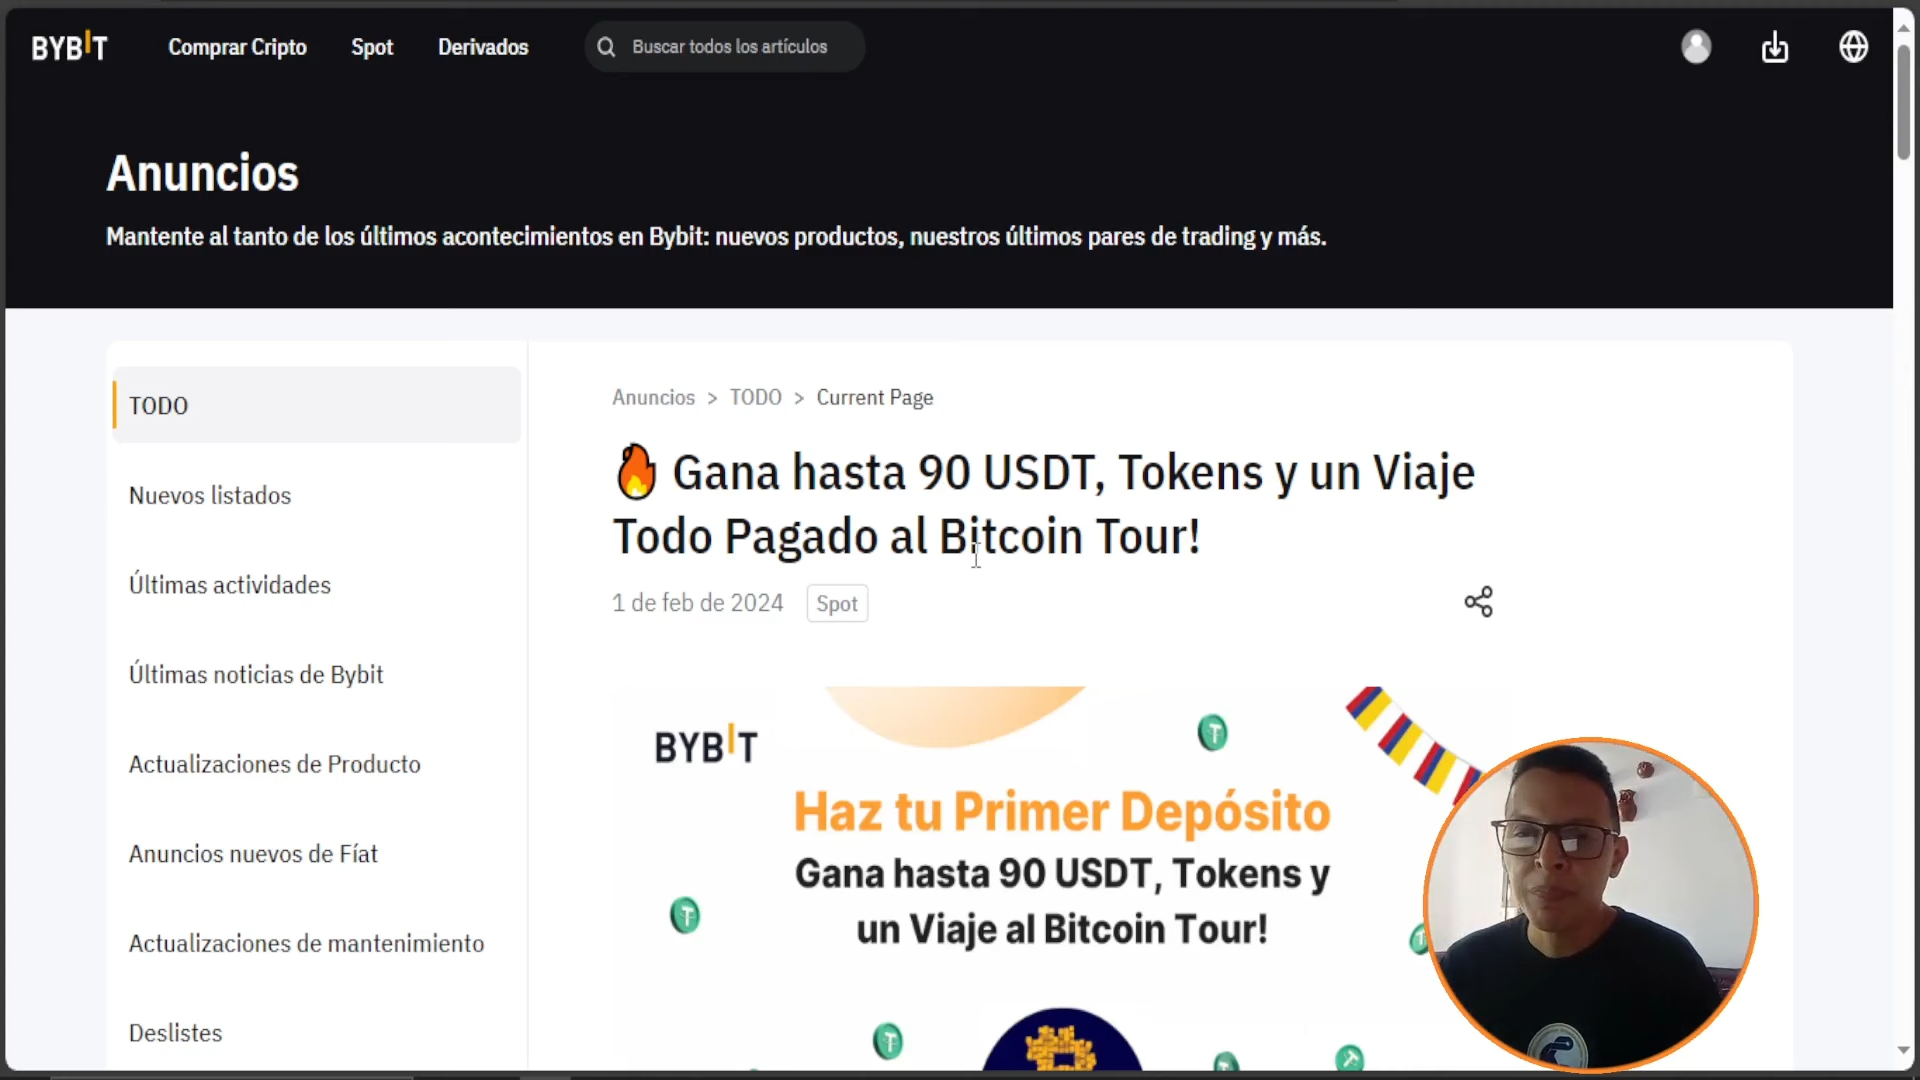 BYBIT
Comprar Cripto
Spot
Derivados
Buscar todos los artículos
Anuncios
Mantente al tanto de los últimos acontecimientos en Bybit: nuevos productos, nuestros últimos pares de trading y más.
TODO
Nuevos listados
Últimas actividades
Últimas noticias de Bybit
Actualizaciones de Producto
Anuncios nuevos de Fíat
Actualizaciones de mantenimiento
Deslistes
Anuncios > TODO > Current Page
🔥 Gana hasta 90 USDT, Tokens y un Viaje
Todo Pagado al Bitcoin Tour!
1 de feb de 2024
Spot
BYBIT
Haz tu Primer Depósito
Gana hasta 90 USDT, Tokens y
un Viaje al Bitcoin Tour!